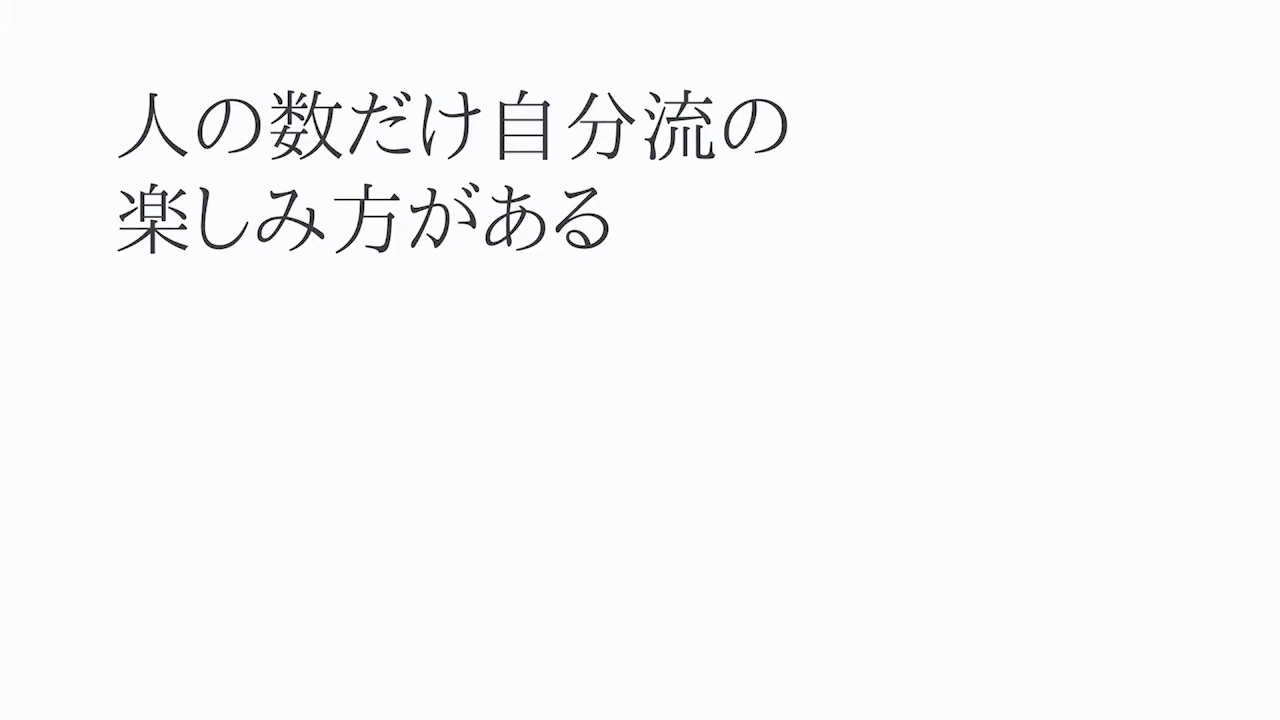 人の数だけ自分流の
楽しみ方がある